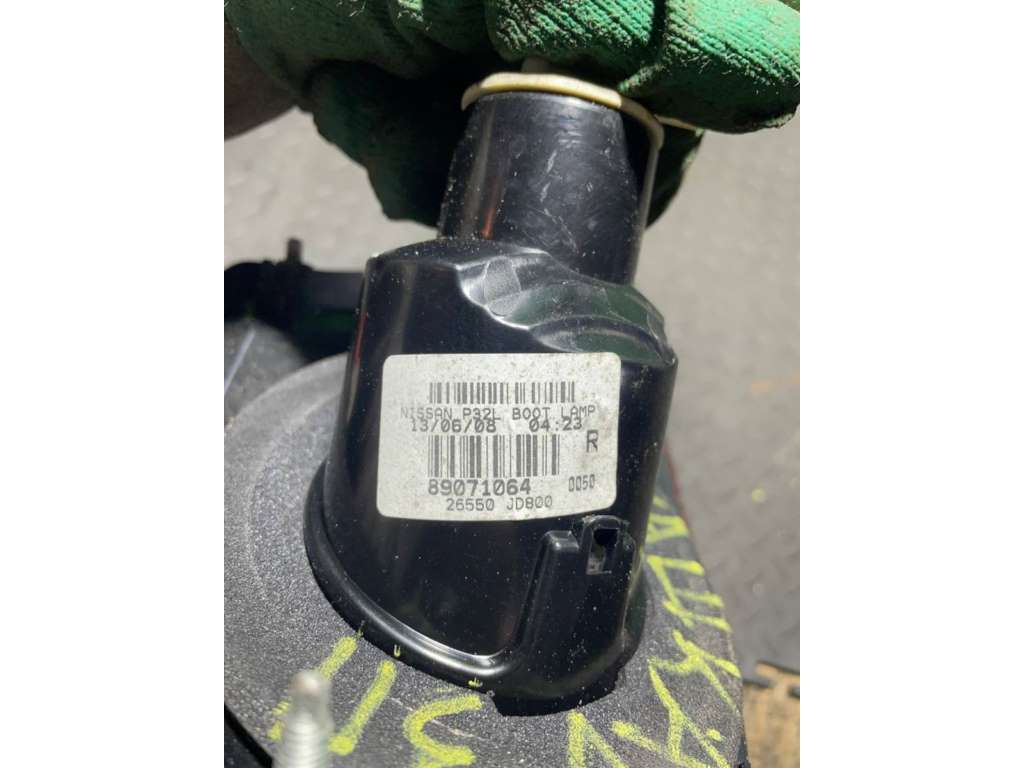 NISSAN P32L BOOT LAMP
13/06/08 04:23
R
89071064 0050
26550 JD800